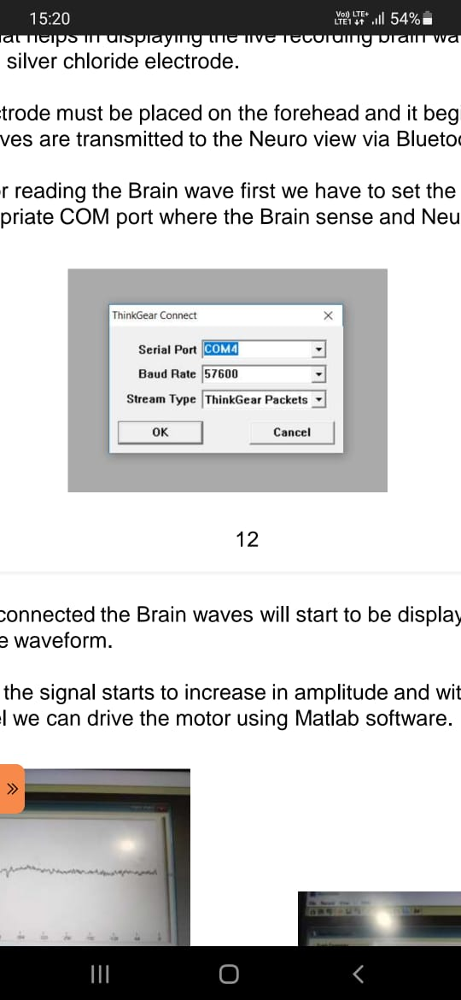 15:20
Vo)) LTE+
LTE1
54%
at helps in displaying the live recording brain wa
silver chloride electrode.
trode must be placed on the forehead and it begi
ves are transmitted to the Neuro view via Bluetoo
r reading the Brain wave first we have to set the
priate COM port where the Brain sense and Neu
ThinkGear Connect
Serial Port COM4
Baud Rate 57600
Stream Type ThinkGear Packets
OK Cancel
12
connected the Brain waves will start to be display
e waveform.
the signal starts to increase in amplitude and wit
el we can drive the motor using Matlab software.